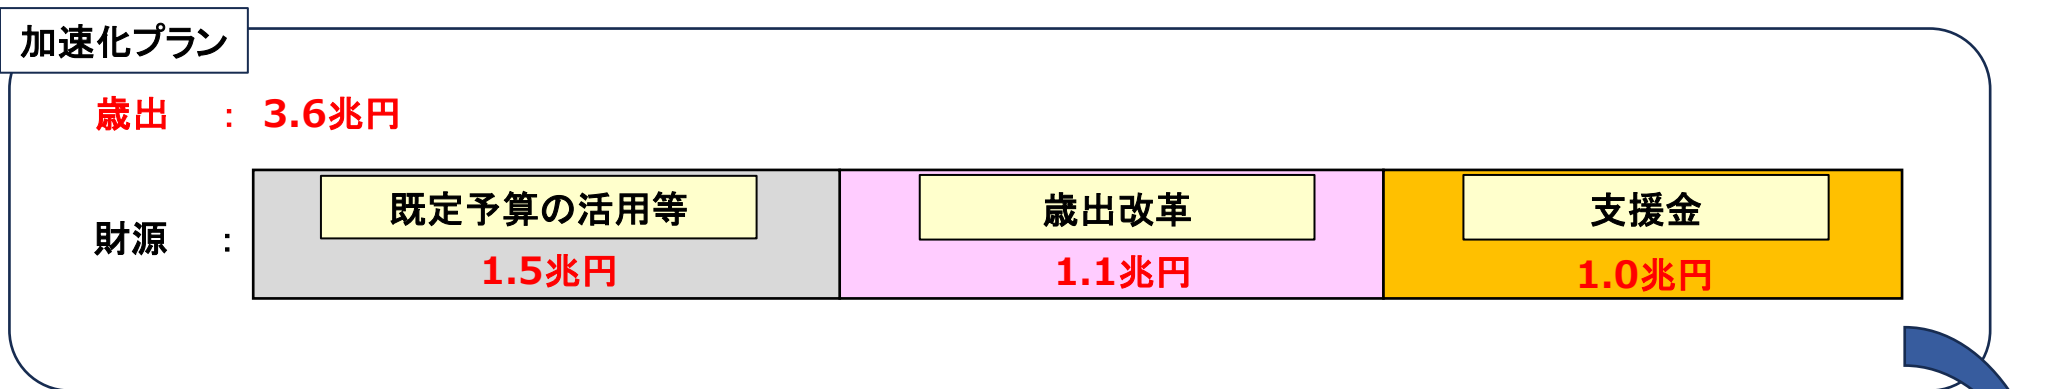 加速化プラン
歳出 : 3.6兆円
財源 :
既定予算の活用等 歳出改革 支援金
1.5兆円 1.1兆円 1.0兆円